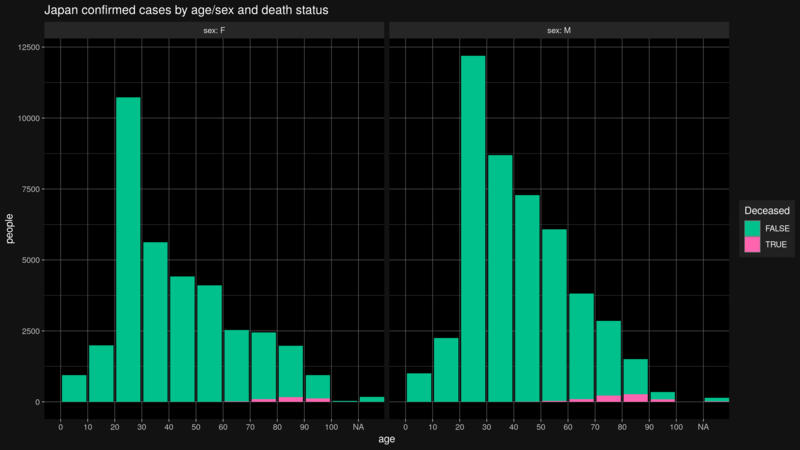 Japan confirmed cases by age/sex and death status
sex: F
sex: M
12500
10000
7500
5000
2500
0
people
0 10 20 30 40 50 60 70 80 90 100 NA
0 10 20 30 40 50 60 70 80 90 100 NA
age
Deceased
FALSE
TRUE